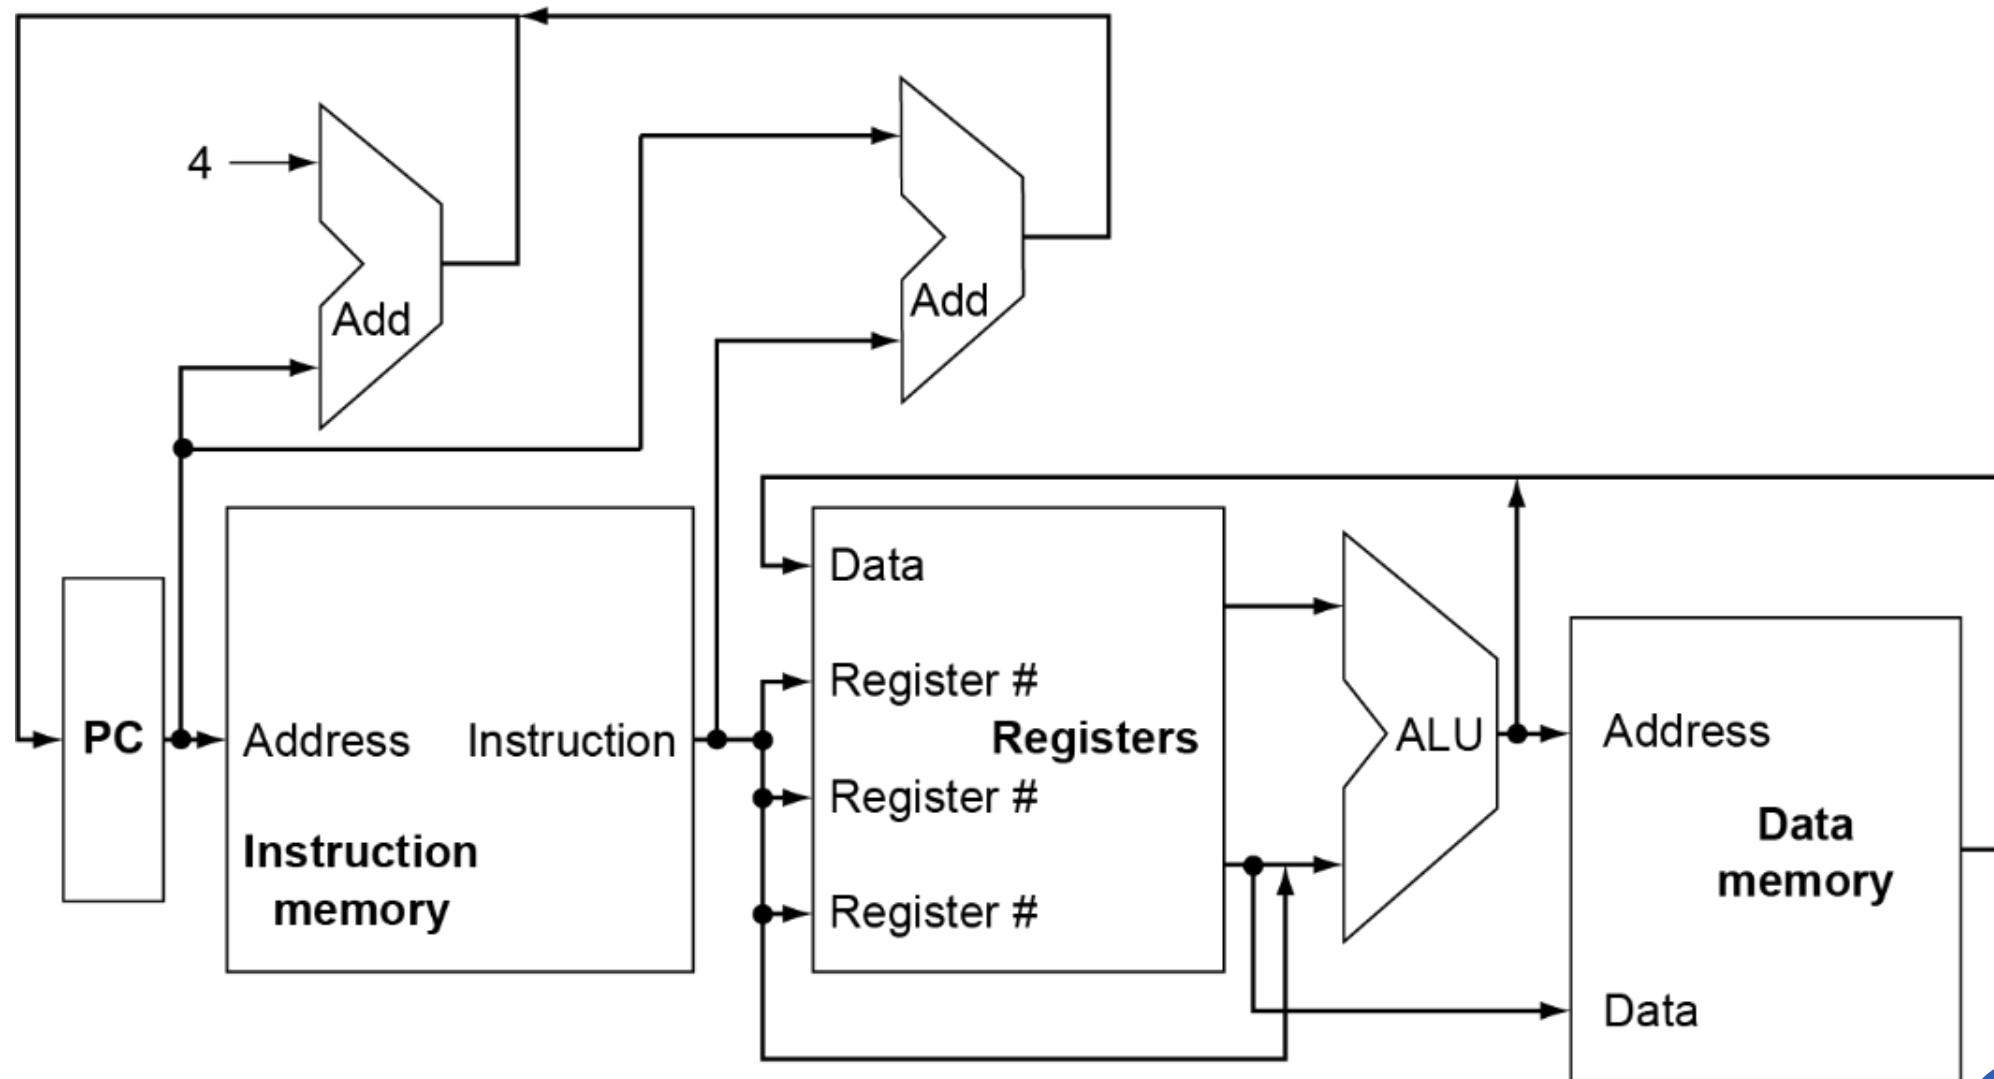 4
Add
Add
Data
Register #
PC
Address
Instruction
Registers
ALU
Address
Register #
Instruction
memory
Data
memory
Register #
Data